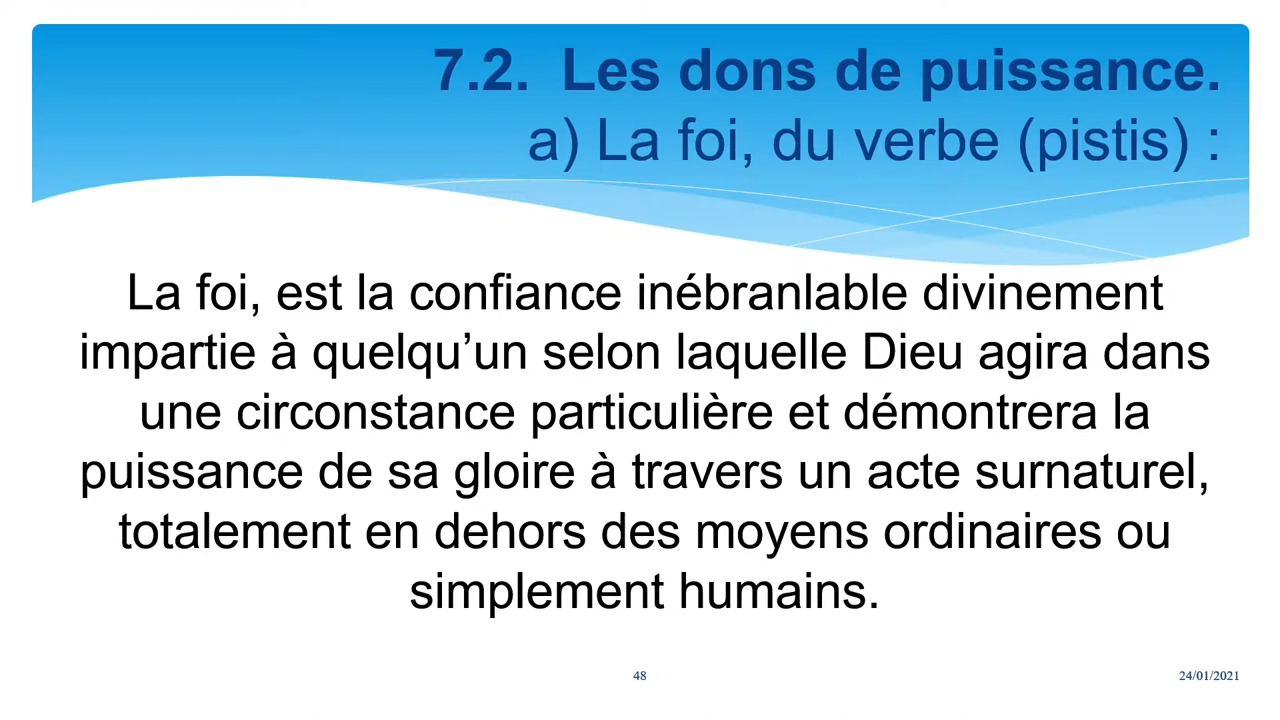 7.2. Les dons de puissance.
a) La foi, du verbe (pistis) :
La foi, est la confiance inébranlable divinement
impartie à quelqu’un selon laquelle Dieu agira dans
une circonstance particulière et démontrera la
puissance de sa gloire à travers un acte surnaturel,
totalement en dehors des moyens ordinaires ou
simplement humains.
48
24/01/2021